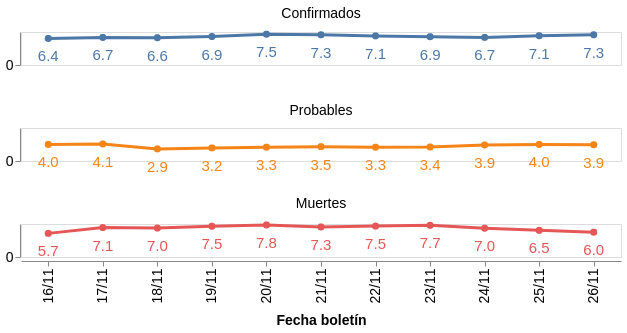 Confirmados
0
6.4 6.7 6.6 6.9 7.5 7.3 7.1 6.9 6.7 7.1 7.3
Probables
0
4.0 4.1 2.9 3.2 3.3 3.5 3.3 3.4 3.9 4.0 3.9
Muertes
0
5.7 7.1 7.0 7.5 7.8 7.3 7.5 7.7 7.0 6.5 6.0
16/11 17/11 18/11 19/11 20/11 21/11 22/11 23/11 24/11 25/11 26/11
Fecha boletín